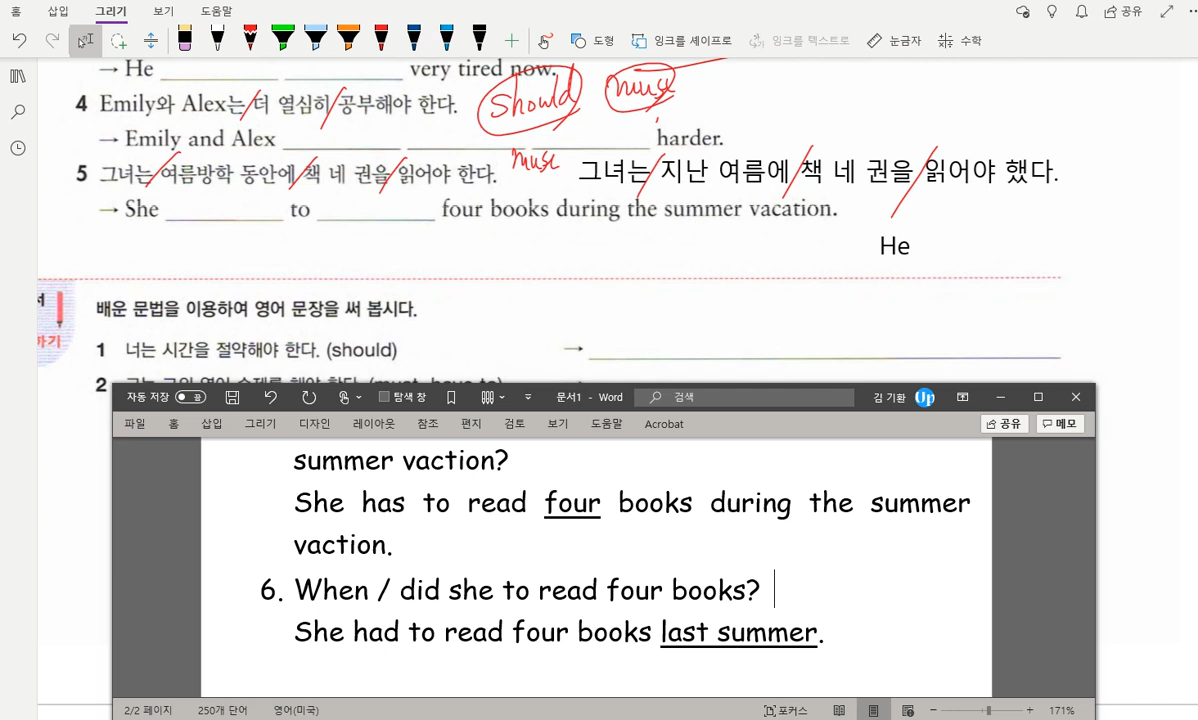 홈 삽입 그리기 보기 도움말 공유
도형 잉크를 셰이프로 잉크를 텍스트로 눈금자 수학
→ He very tired now.
4 Emily와 Alex는 더 열심히 공부해야 한다. should must
→ Emily and Alex harder.
5 그녀는 여름방학 동안에 책 네 권을 읽어야 한다. must 그녀는 지난 여름에 책 네 권을 읽어야 했다.
→ She to four books during the summer vacation.
He
배운 문법을 이용하여 영어 문장을 써 봅시다.
하기
1 너는 시간을 절약해야 한다. (should) →
2
자동 저장 끔 탐색 창 문서1 - Word 검색 김 기환
파일 홈 삽입 그리기 디자인 레이아웃 참조 편지 검토 보기 도움말 Acrobat 공유 메모
summer vaction?
She has to read four books during the summer
vaction.
6. When / did she to read four books?
She had to read four books last summer.
2/2 페이지 250개 단어 영어(미국) 포커스 171%